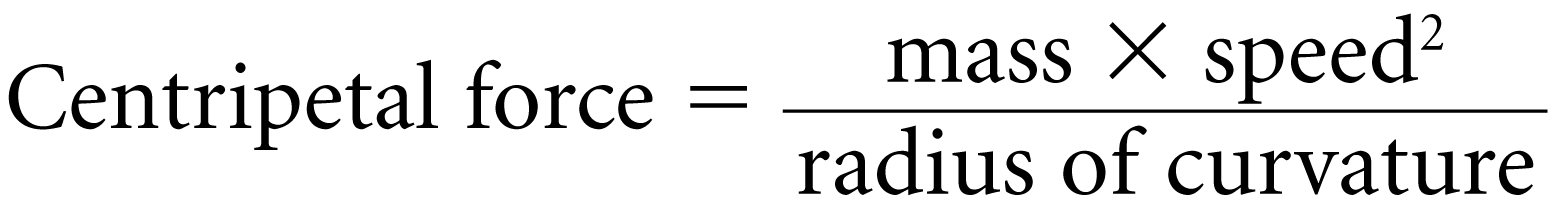 Centripetal force = mass × speed²
radius of curvature